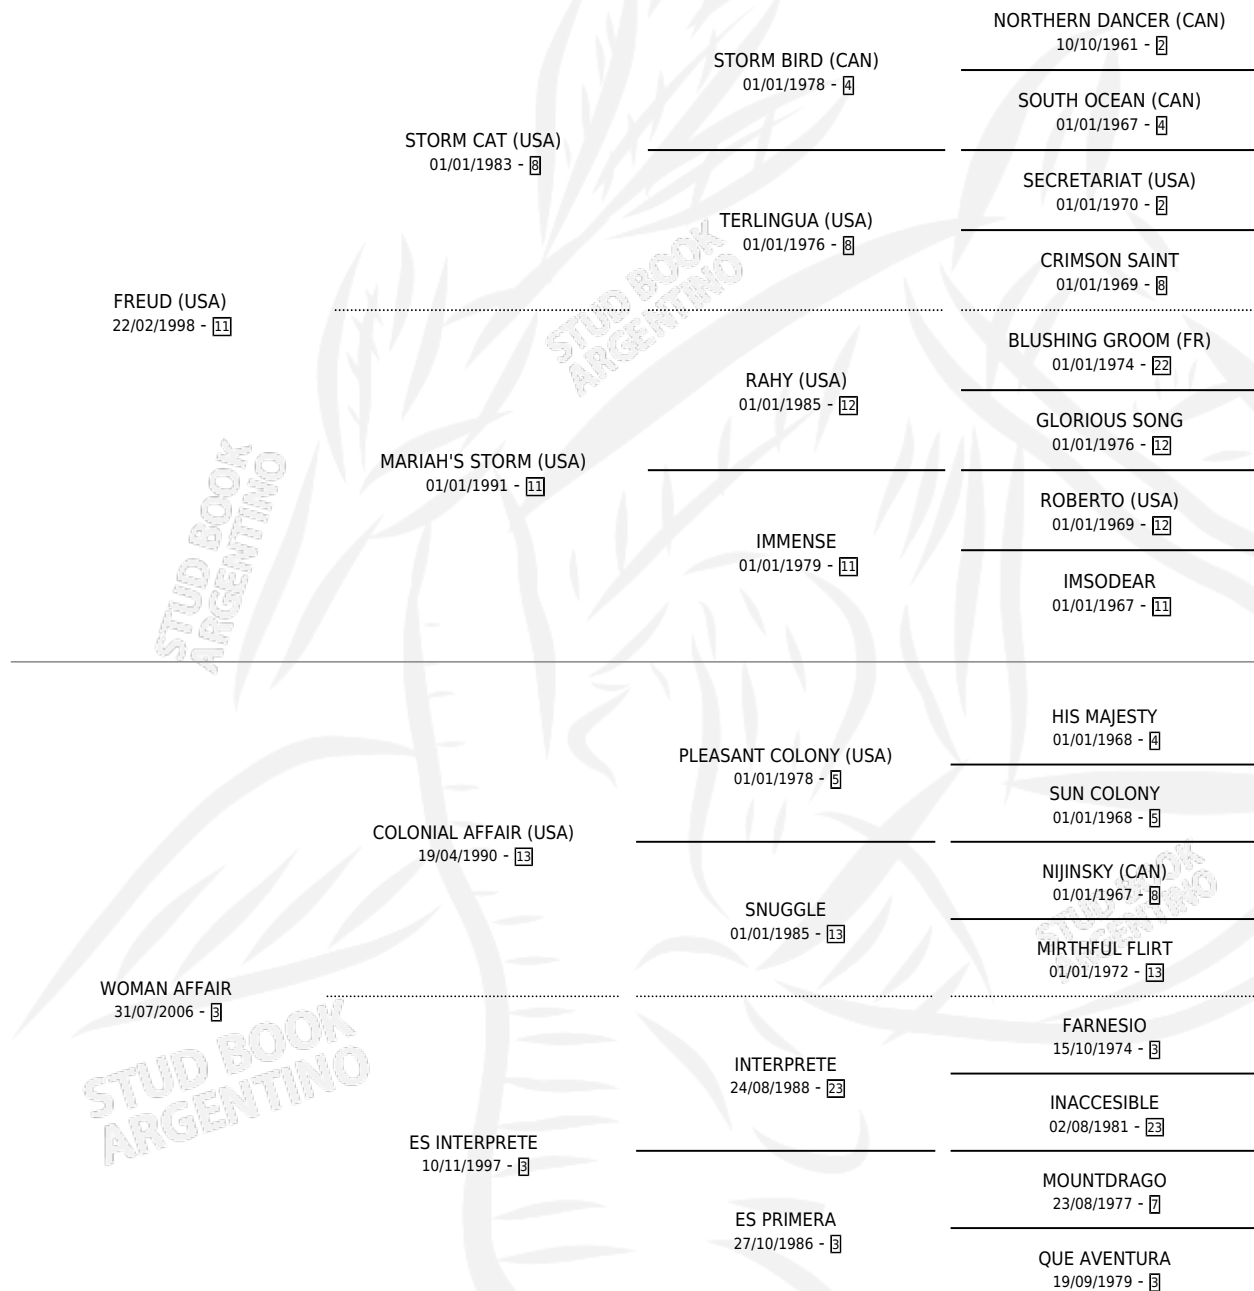 NORTHERN DANCER (CAN)
10/10/1961 - 2
STORM BIRD (CAN)
01/01/1978 - 4
SOUTH OCEAN (CAN)
01/01/1967 - 4
STORM CAT (USA)
01/01/1983 - 8
SECRETARIAT (USA)
01/01/1970 - 2
TERLINGUA (USA)
01/01/1976 - 8
CRIMSON SAINT
01/01/1969 - 8
FREUD (USA)
22/02/1998 - 11
STUD BOOK
ARGENTINO
BLUSHING GROOM (FR)
01/01/1974 - 22
RAHY (USA)
01/01/1985 - 12
GLORIOUS SONG
01/01/1976 - 12
MARIAH'S STORM (USA)
01/01/1991 - 11
ROBERTO (USA)
01/01/1969 - 12
IMMENSE
01/01/1979 - 11
IMSODEAR
01/01/1967 - 11
STUD BOOK
ARGENTINO
HIS MAJESTY
01/01/1968 - 4
PLEASANT COLONY (USA)
01/01/1978 - 5
SUN COLONY
01/01/1968 - 5
COLONIAL AFFAIR (USA)
19/04/1990 - 13
NIJINSKY (CAN)
01/01/1967 - 8
SNUGGLE
01/01/1985 - 13
STUD BOOK
ARGENTINO
MIRTHFUL FLIRT
01/01/1972 - 13
WOMAN AFFAIR
31/07/2006 - 3
FARNESIO
15/10/1974 - 3
INTERPRETE
24/08/1988 - 23
INACCESIBLE
02/08/1981 - 23
STUD BOOK
ARGENTINO
ES INTERPRETE
10/11/1997 - 3
MOUNTDRAGO
23/08/1977 - 7
ES PRIMERA
27/10/1986 - 3
QUE AVENTURA
19/09/1979 - 3